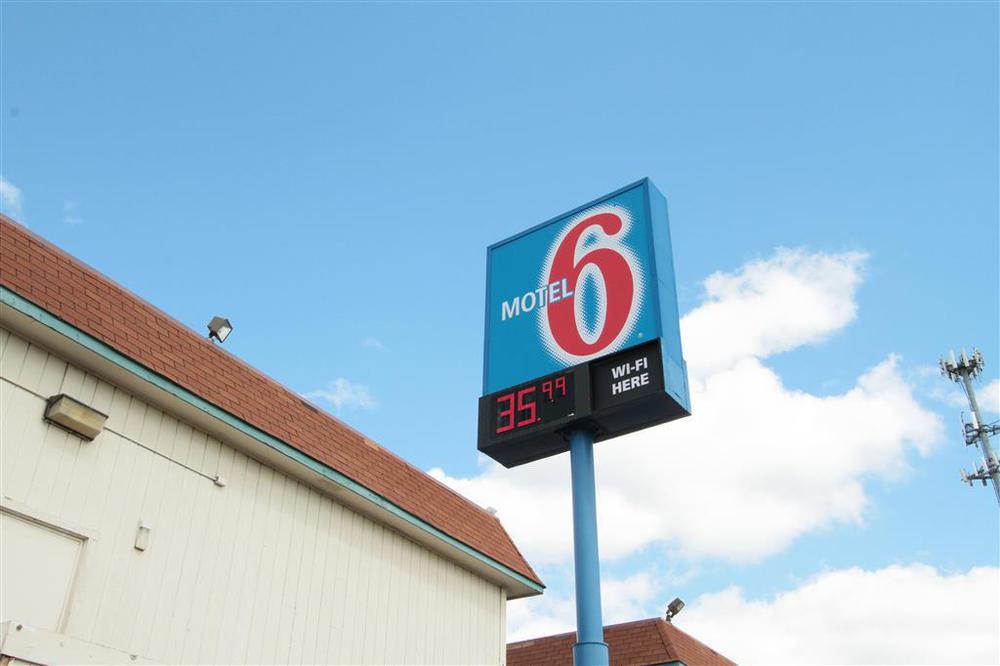 MOTEL 6
35.99
WI-FI
HERE